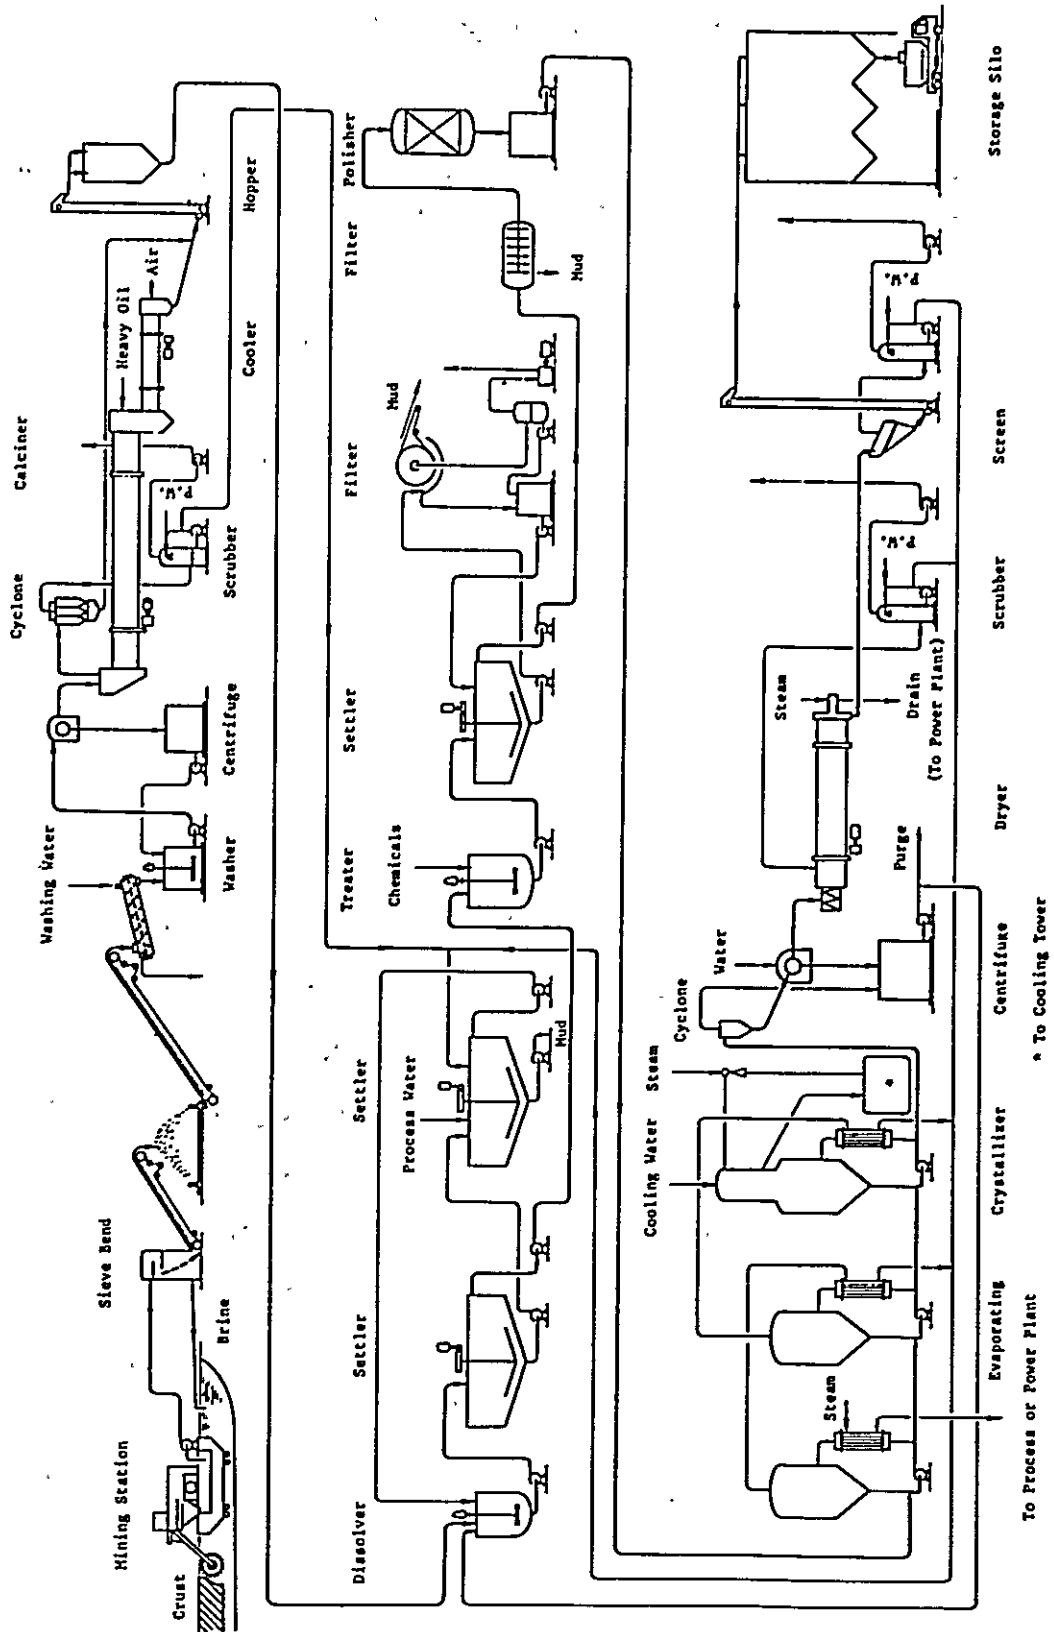 Crust
Mining Station
Brine
Sieve Bend
Washing Water
Washer
Centrifuge
Cyclone
Scrubber
P.W.
Calciner
Heavy Oil
Air
Cooler
Hopper
Dissolver
Settler
Settler
Process Water
Mud
Treater
Chemicals
Settler
Filter
Mud
Filter
Mud
Polisher
Steam
Evaporating
To Process or Power Plant
Cooling Water
Steam
*
Crystallizer
Cyclone
Water
Centrifuge
* To Cooling Tower
Purge
Dryer
Steam
Drain
(To Power Plant)
Scrubber
P.W.
Screen
P.W.
Storage Silo